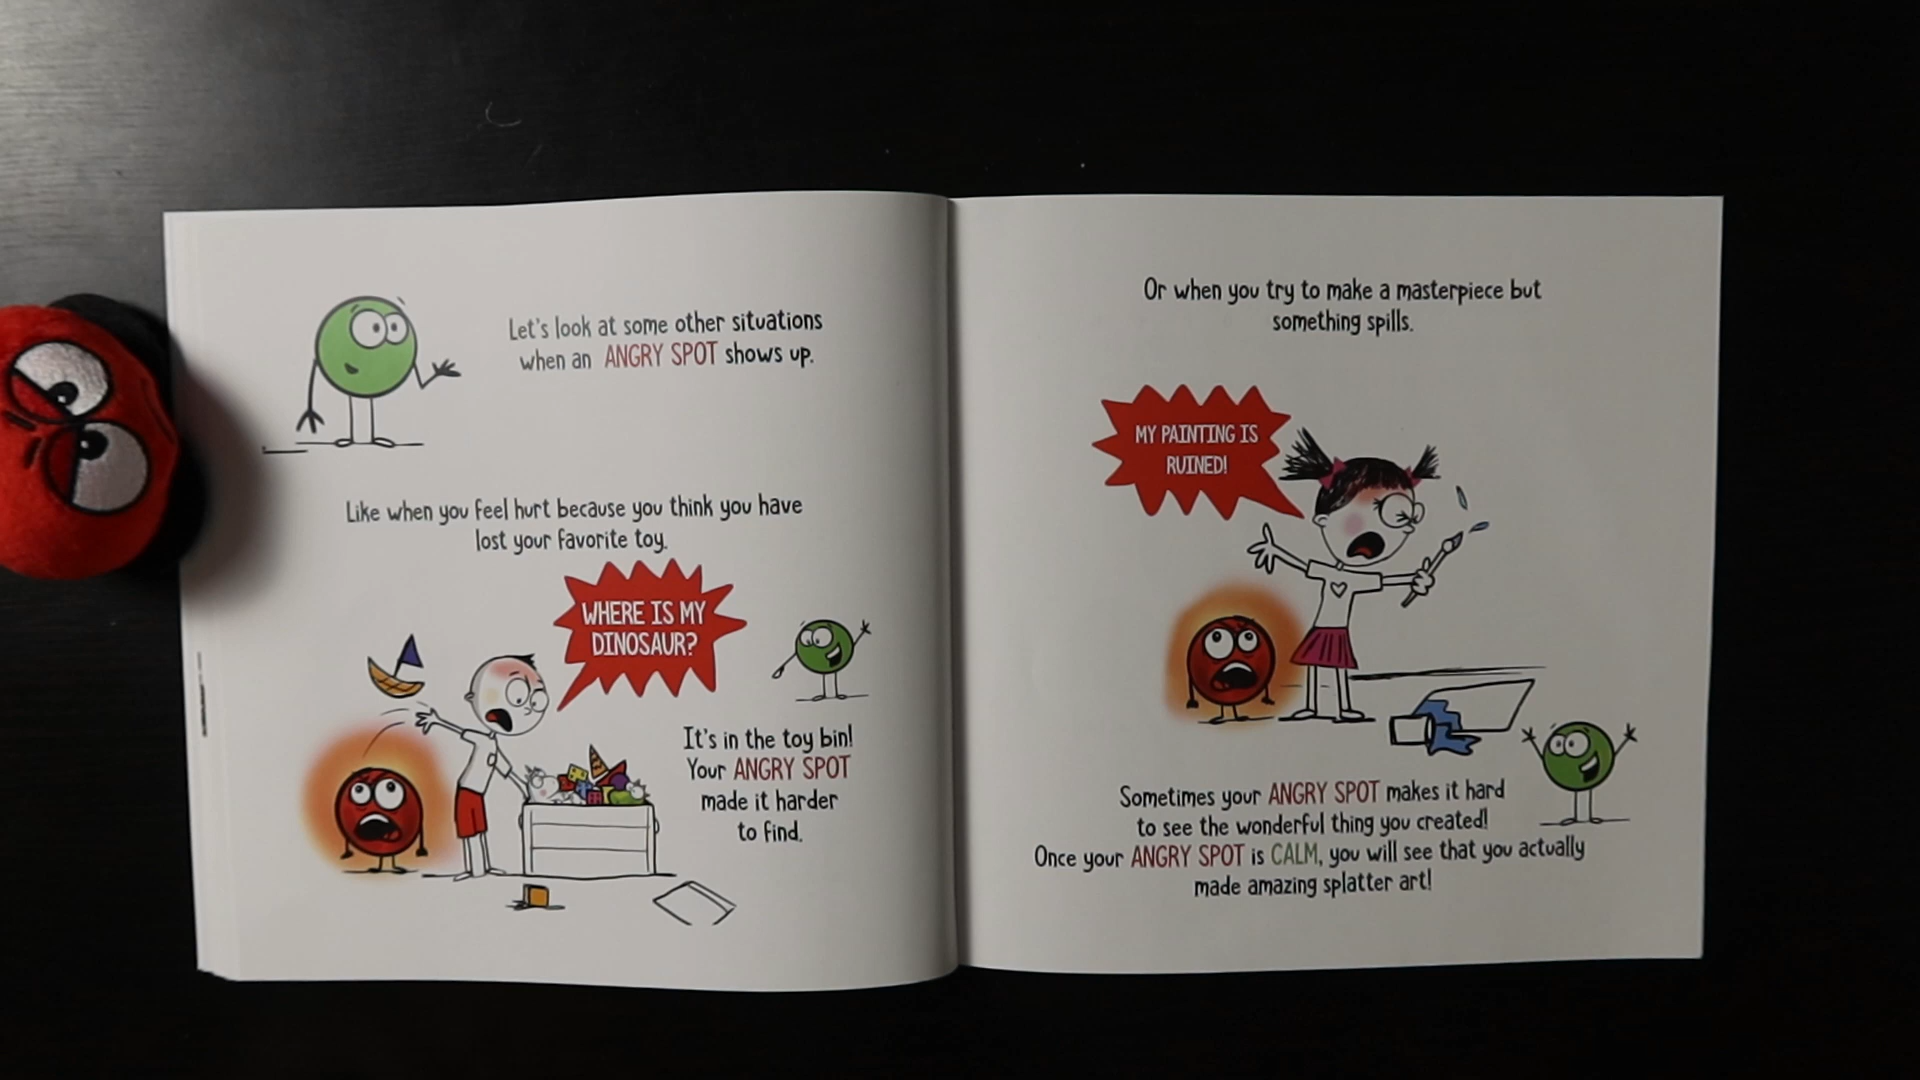 Let's look at some other situations
when an ANGRY SPOT shows up.
Like when you feel hurt because you think you have
lost your favorite toy.
WHERE IS MY
DINOSAUR?
It's in the toy bin!
Your ANGRY SPOT
made it harder
to find.
Or when you try to make a masterpiece but
something spills.
MY PAINTING IS
RUINED!
Sometimes your ANGRY SPOT makes it hard
to see the wonderful thing you created!
Once your ANGRY SPOT is CALM, you will see that you actually
made amazing splatter art!